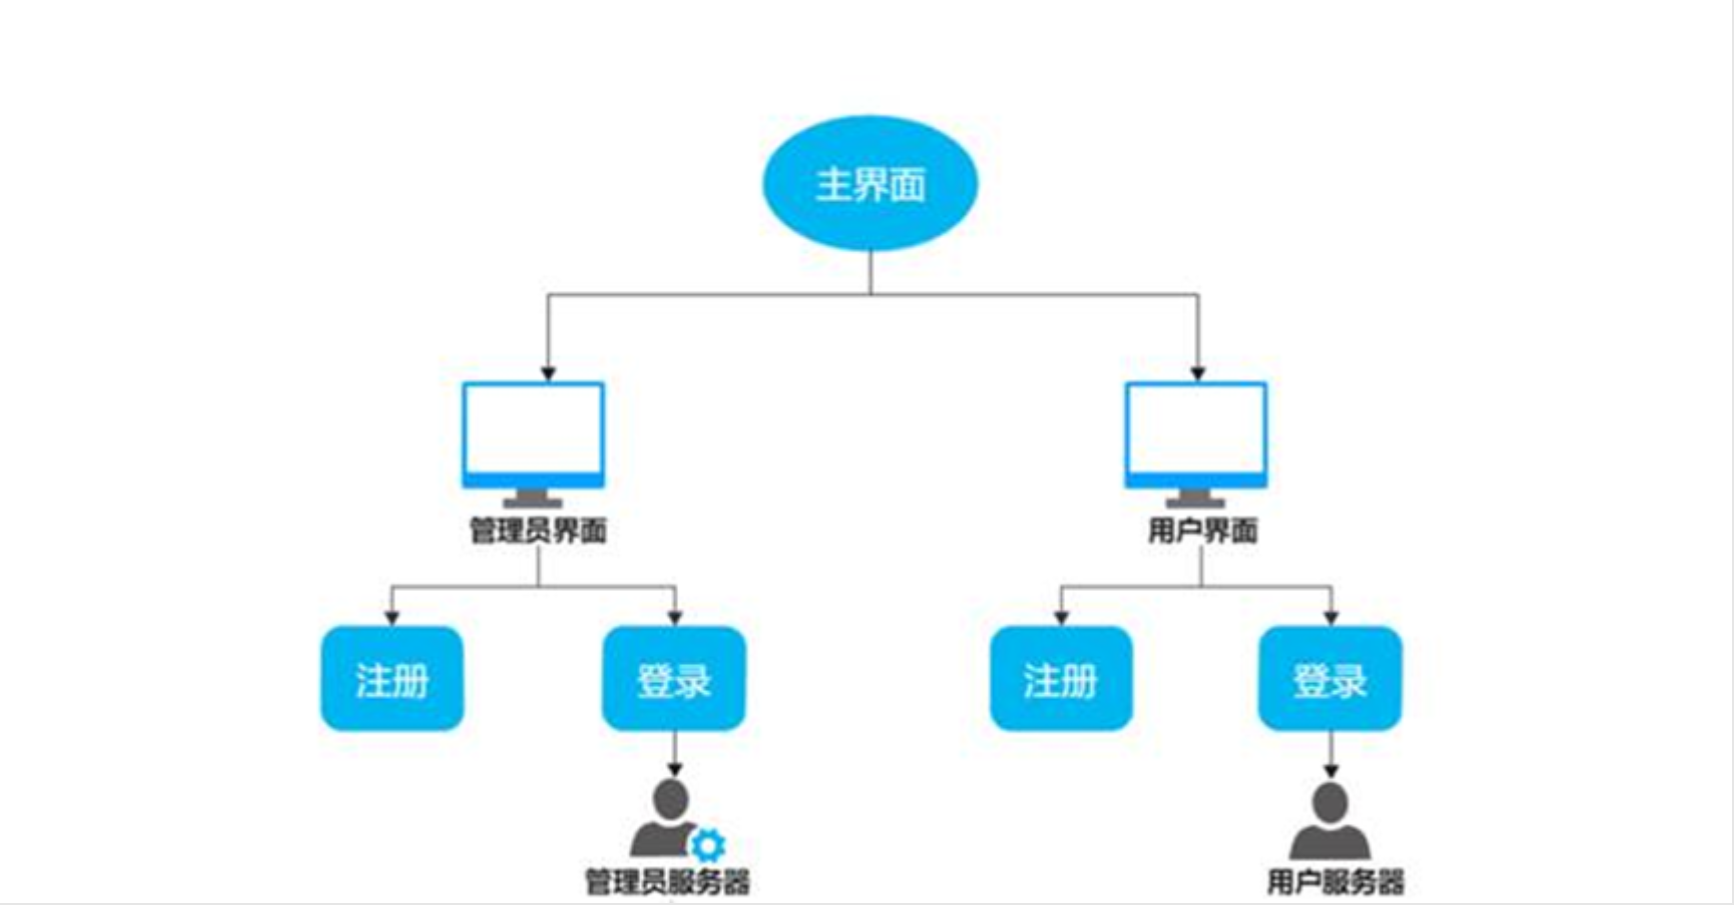 主界面
管理员界面
用户界面
注册
登录
注册
登录
管理员服务器
用户服务器